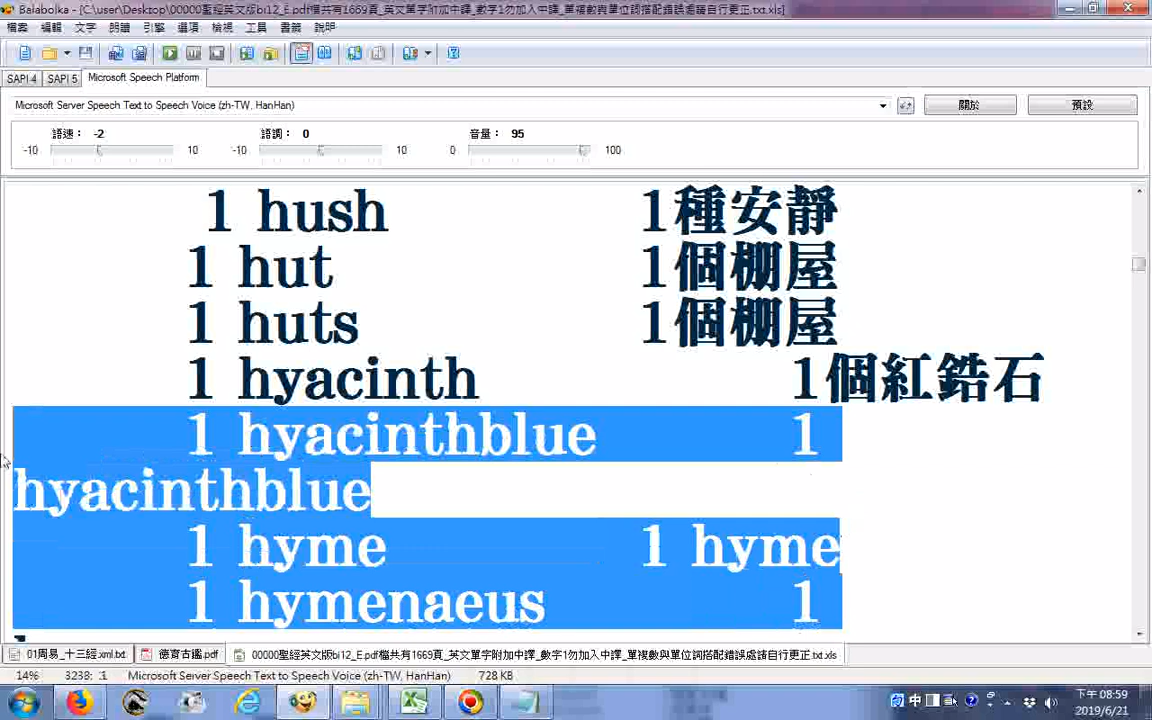 Balabolka - [C:\user\Desktop\00000聖經英文版bi12_E.pdf檔共有1669頁_英文單字附加中譯_數字1勿加入中譯_單複數與單位詞搭配錯誤處請自行更正.txt.xls]
檔案 編輯 文字 朗讀 引擎 選項 檢視 工具 書籤 說明
SAPI 4 SAPI 5 Microsoft Speech Platform
Microsoft Server Speech Text to Speech Voice (zh-TW, HanHan) 關於 預設
語速： -2 語調： 0 音量： 95
-10 10 -10 10 0 100
1 hush 1種安靜
1 hut 1個棚屋
1 huts 1個棚屋
1 hyacinth 1個紅鋯石
1 hyacinthblue 1
hyacinthblue
1 hyme 1 hyme
1 hymenaeus 1
01周易_十三經.xml.txt 德育古鑑.pdf 00000聖經英文版bi12_E.pdf檔共有1669頁_英文單字附加中譯_數字1勿加入中譯_單複數與單位詞搭配錯誤處請自行更正.txt.xls
14% 3238: 1 Microsoft Server Speech Text to Speech Voice (zh-TW, HanHan) 728 KB
中 下午 08:59
2019/6/21